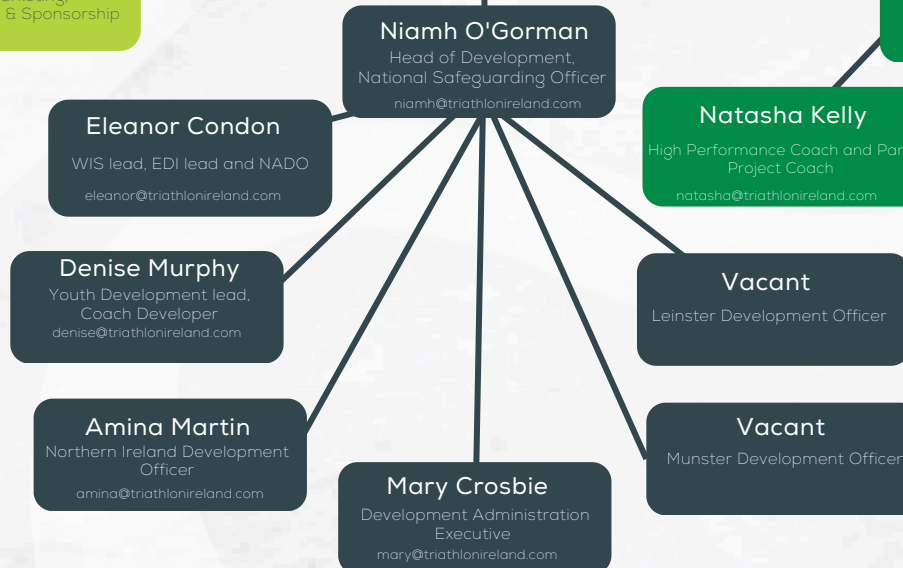 & Sponsorship
Niamh O'Gorman
Head of Development,
National Safeguarding Officer
niamh@triathlonireland.com
Eleanor Condon
WIS lead, EDI lead and NADO
eleanor@triathlonireland.com
Natasha Kelly
High Performance Coach and
Project Coach
natasha@triathlonireland.com
Denise Murphy
Youth Development lead,
Coach Developer
denise@triathlonireland.com
Vacant
Leinster Development Officer
Amina Martin
Northern Ireland Development
Officer
amina@triathlonireland.com
Vacant
Munster Development Officer
Mary Crosbie
Development Administration
Executive
mary@triathlonireland.com